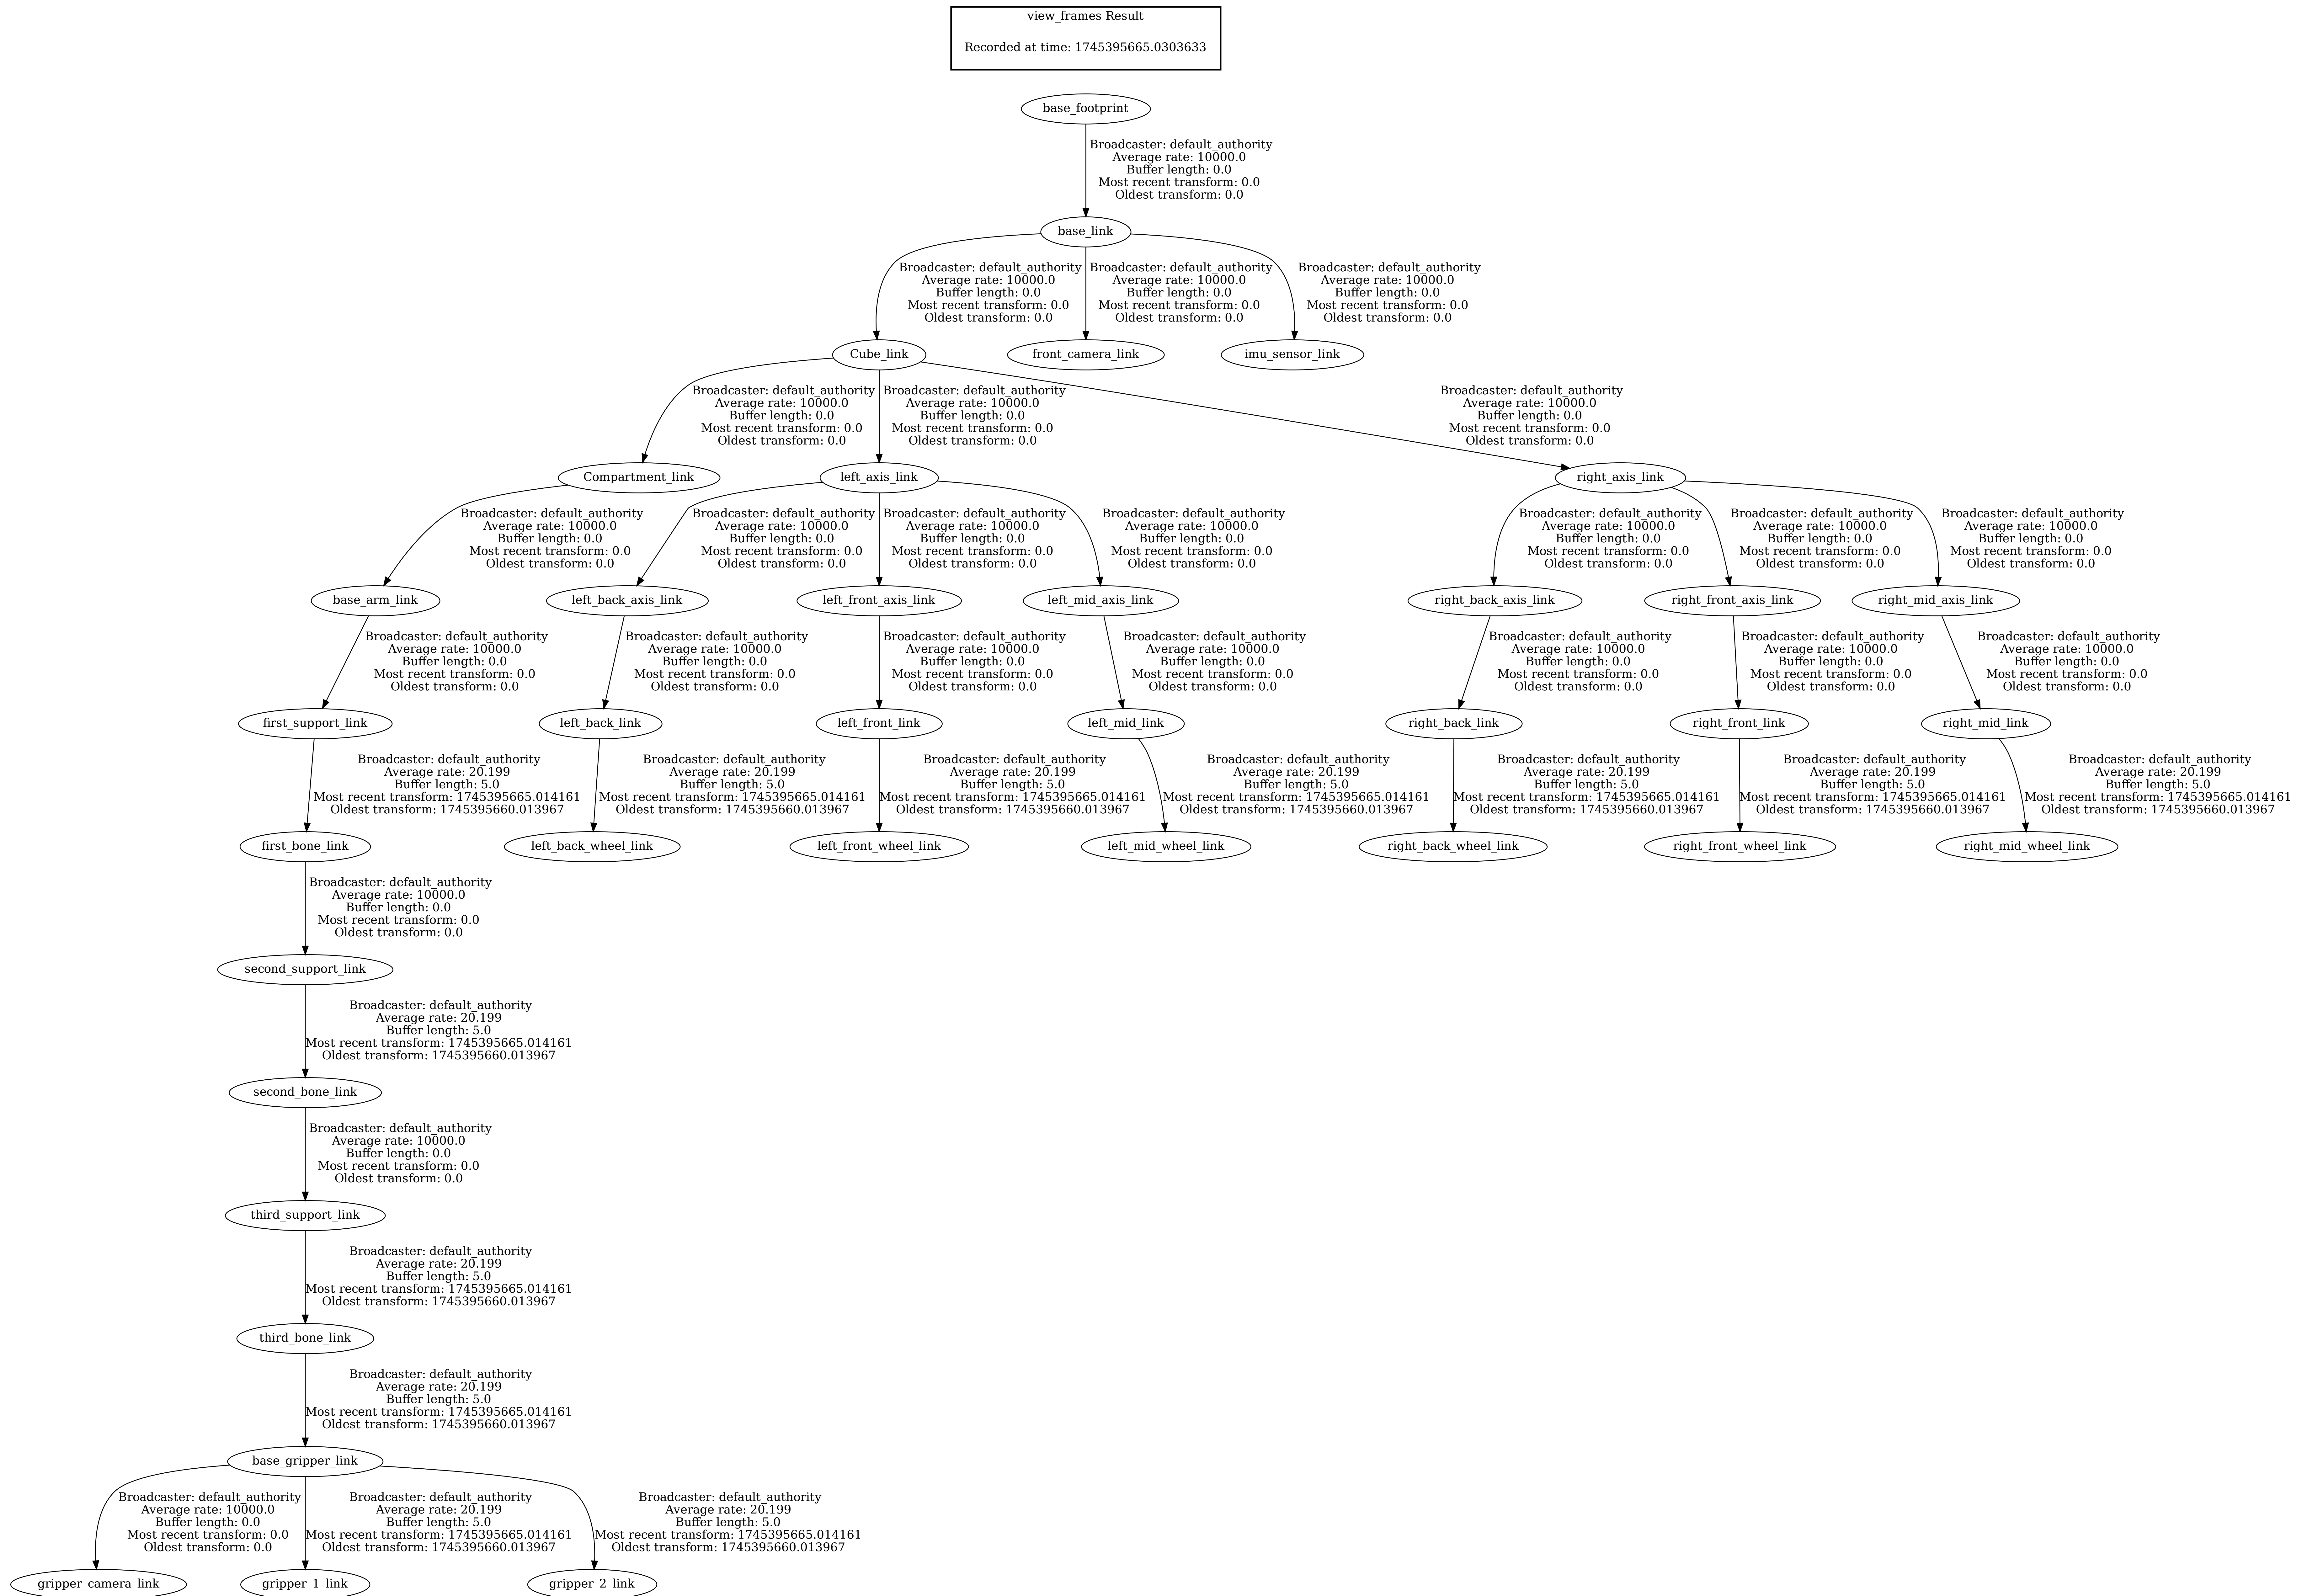 view_frames Result
Recorded at time: 1745395665.0303633
base_footprint
Broadcaster: default_authority
Average rate: 10000.0
Buffer length: 0.0
Most recent transform: 0.0
Oldest transform: 0.0
base_link
Broadcaster: default_authority
Average rate: 10000.0
Buffer length: 0.0
Most recent transform: 0.0
Oldest transform: 0.0
Broadcaster: default_authority
Average rate: 10000.0
Buffer length: 0.0
Most recent transform: 0.0
Oldest transform: 0.0
Broadcaster: default_authority
Average rate: 10000.0
Buffer length: 0.0
Most recent transform: 0.0
Oldest transform: 0.0
Cube_link
front_camera_link
imu_sensor_link
Broadcaster: default_authority
Average rate: 10000.0
Buffer length: 0.0
Most recent transform: 0.0
Oldest transform: 0.0
Broadcaster: default_authority
Average rate: 10000.0
Buffer length: 0.0
Most recent transform: 0.0
Oldest transform: 0.0
Broadcaster: default_authority
Average rate: 10000.0
Buffer length: 0.0
Most recent transform: 0.0
Oldest transform: 0.0
Compartment_link
left_axis_link
right_axis_link
Broadcaster: default_authority
Average rate: 10000.0
Buffer length: 0.0
Most recent transform: 0.0
Oldest transform: 0.0
Broadcaster: default_authority
Average rate: 10000.0
Buffer length: 0.0
Most recent transform: 0.0
Oldest transform: 0.0
Broadcaster: default_authority
Average rate: 10000.0
Buffer length: 0.0
Most recent transform: 0.0
Oldest transform: 0.0
Broadcaster: default_authority
Average rate: 10000.0
Buffer length: 0.0
Most recent transform: 0.0
Oldest transform: 0.0
Broadcaster: default_authority
Average rate: 10000.0
Buffer length: 0.0
Most recent transform: 0.0
Oldest transform: 0.0
Broadcaster: default_authority
Average rate: 10000.0
Buffer length: 0.0
Most recent transform: 0.0
Oldest transform: 0.0
Broadcaster: default_authority
Average rate: 10000.0
Buffer length: 0.0
Most recent transform: 0.0
Oldest transform: 0.0
base_arm_link
left_back_axis_link
left_front_axis_link
left_mid_axis_link
right_back_axis_link
right_front_axis_link
right_mid_axis_link
Broadcaster: default_authority
Average rate: 10000.0
Buffer length: 0.0
Most recent transform: 0.0
Oldest transform: 0.0
Broadcaster: default_authority
Average rate: 10000.0
Buffer length: 0.0
Most recent transform: 0.0
Oldest transform: 0.0
Broadcaster: default_authority
Average rate: 10000.0
Buffer length: 0.0
Most recent transform: 0.0
Oldest transform: 0.0
Broadcaster: default_authority
Average rate: 10000.0
Buffer length: 0.0
Most recent transform: 0.0
Oldest transform: 0.0
Broadcaster: default_authority
Average rate: 10000.0
Buffer length: 0.0
Most recent transform: 0.0
Oldest transform: 0.0
Broadcaster: default_authority
Average rate: 10000.0
Buffer length: 0.0
Most recent transform: 0.0
Oldest transform: 0.0
Broadcaster: default_authority
Average rate: 10000.0
Buffer length: 0.0
Most recent transform: 0.0
Oldest transform: 0.0
first_support_link
left_back_link
left_front_link
left_mid_link
right_back_link
right_front_link
right_mid_link
Broadcaster: default_authority
Average rate: 20.199
Buffer length: 5.0
Most recent transform: 1745395665.014161
Oldest transform: 1745395660.013967
Broadcaster: default_authority
Average rate: 20.199
Buffer length: 5.0
Most recent transform: 1745395665.014161
Oldest transform: 1745395660.013967
Broadcaster: default_authority
Average rate: 20.199
Buffer length: 5.0
Most recent transform: 1745395665.014161
Oldest transform: 1745395660.013967
Broadcaster: default_authority
Average rate: 20.199
Buffer length: 5.0
Most recent transform: 1745395665.014161
Oldest transform: 1745395660.013967
Broadcaster: default_authority
Average rate: 20.199
Buffer length: 5.0
Most recent transform: 1745395665.014161
Oldest transform: 1745395660.013967
Broadcaster: default_authority
Average rate: 20.199
Buffer length: 5.0
Most recent transform: 1745395665.014161
Oldest transform: 1745395660.013967
Broadcaster: default_authority
Average rate: 20.199
Buffer length: 5.0
Most recent transform: 1745395665.014161
Oldest transform: 1745395660.013967
first_bone_link
left_back_wheel_link
left_front_wheel_link
left_mid_wheel_link
right_back_wheel_link
right_front_wheel_link
right_mid_wheel_link
Broadcaster: default_authority
Average rate: 10000.0
Buffer length: 0.0
Most recent transform: 0.0
Oldest transform: 0.0
second_support_link
Broadcaster: default_authority
Average rate: 20.199
Buffer length: 5.0
Most recent transform: 1745395665.014161
Oldest transform: 1745395660.013967
second_bone_link
Broadcaster: default_authority
Average rate: 10000.0
Buffer length: 0.0
Most recent transform: 0.0
Oldest transform: 0.0
third_support_link
Broadcaster: default_authority
Average rate: 20.199
Buffer length: 5.0
Most recent transform: 1745395665.014161
Oldest transform: 1745395660.013967
third_bone_link
Broadcaster: default_authority
Average rate: 20.199
Buffer length: 5.0
Most recent transform: 1745395665.014161
Oldest transform: 1745395660.013967
base_gripper_link
Broadcaster: default_authority
Average rate: 10000.0
Buffer length: 0.0
Most recent transform: 0.0
Oldest transform: 0.0
Broadcaster: default_authority
Average rate: 20.199
Buffer length: 5.0
Most recent transform: 1745395665.014161
Oldest transform: 1745395660.013967
Broadcaster: default_authority
Average rate: 20.199
Buffer length: 5.0
Most recent transform: 1745395665.014161
Oldest transform: 1745395660.013967
gripper_camera_link
gripper_1_link
gripper_2_link